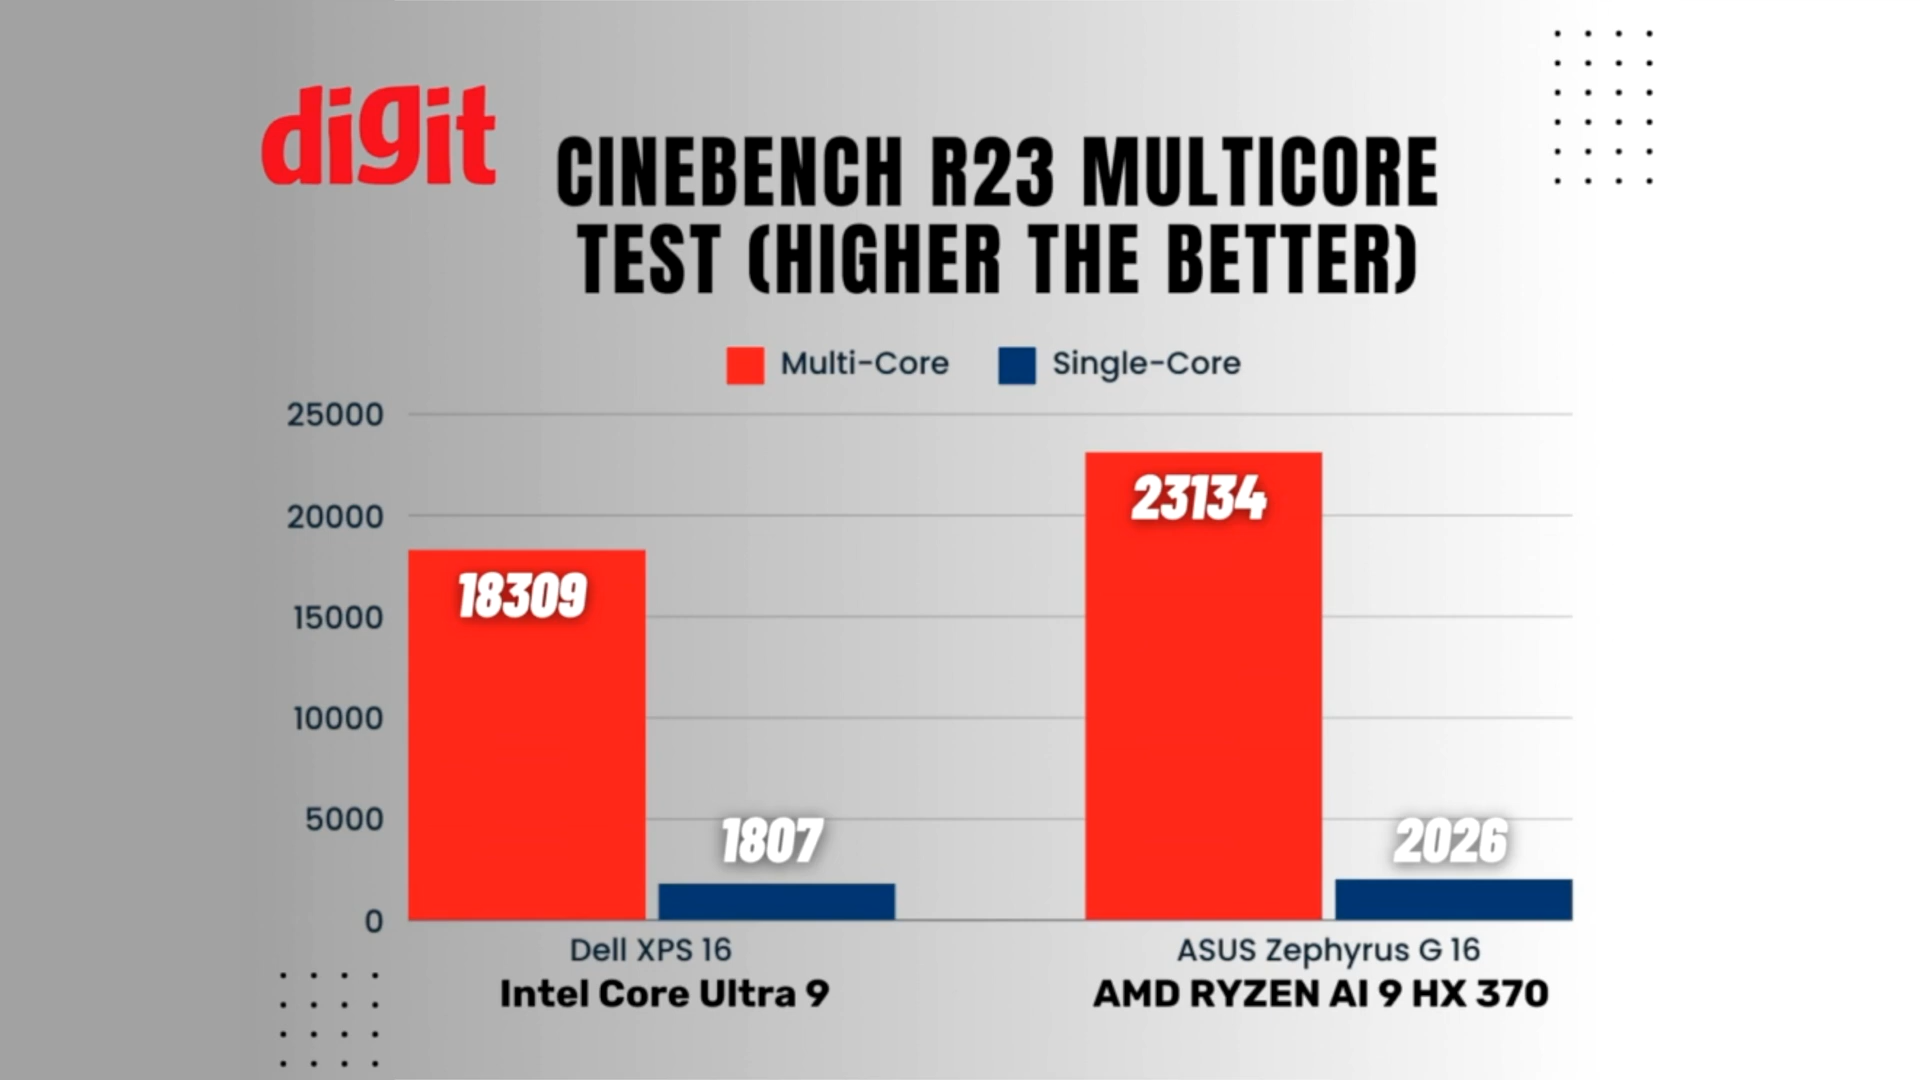 digit
CINEBENCH R23 MULTICORE
TEST (HIGHER THE BETTER)
Multi-Core Single-Core
25000
20000
15000
10000
5000
0
23134
18309
1807
2026
Dell XPS 16
Intel Core Ultra 9
ASUS Zephyrus G 16
AMD RYZEN AI 9 HX 370